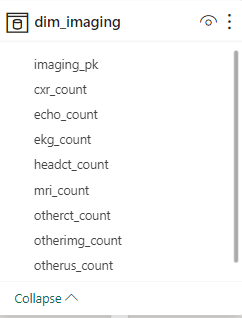 dim_imaging
imaging_pk
cxr_count
echo_count
ekg_count
headct_count
mri_count
otherct_count
otherimg_count
otherus_count
Collapse